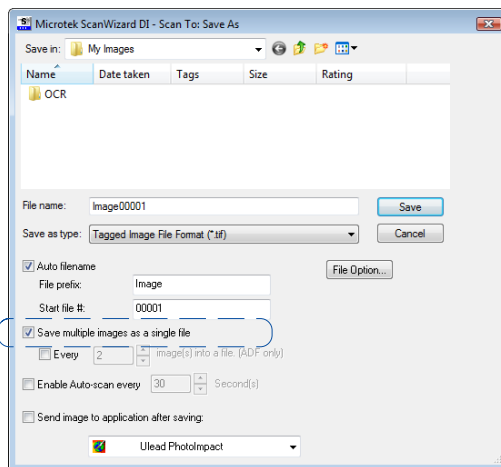 Microtek ScanWizard DI - Scan To: Save As
Save in: My Images
Name Date taken Tags Size Rating
OCR
File name: Image00001 Save
Save as type: Tagged Image File Format (*.tif) Cancel
Auto filename File Option...
File prefix: Image
Start file #: 00001
Save multiple images as a single file
Every 2 image(s) into a file. (ADF only)
Enable Auto-scan every 30 Second(s)
Send image to application after saving:
Ulead PhotoImpact